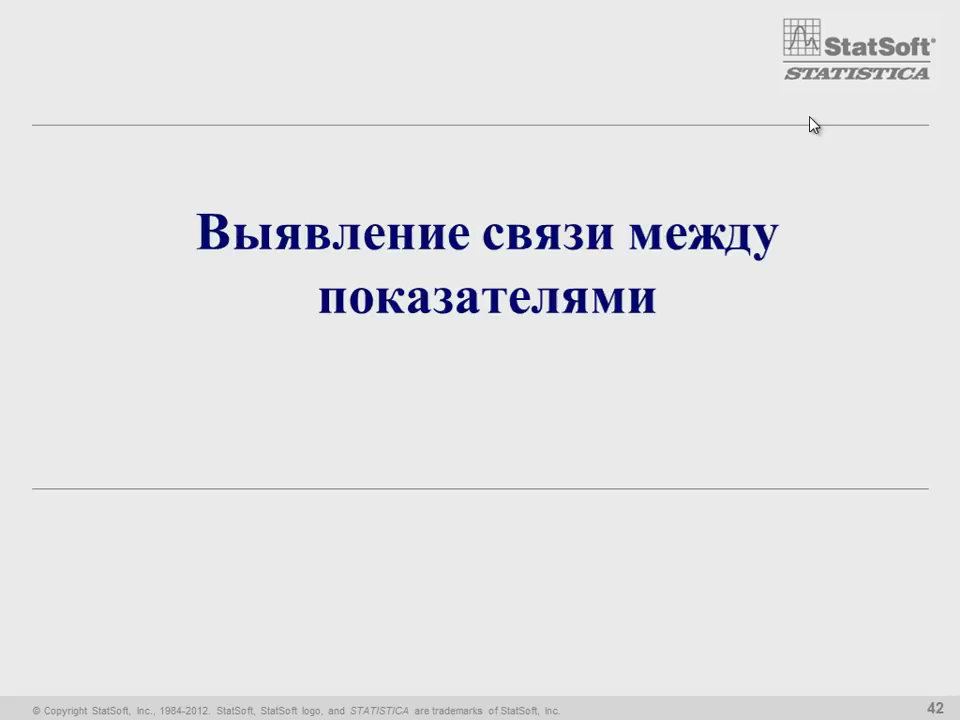 StatSoft®
STATISTICA
Выявление связи между
показателями
© Copyright StatSoft, Inc., 1984-2012. StatSoft, StatSoft logo, and STATISTICA are trademarks of StatSoft, Inc.
42